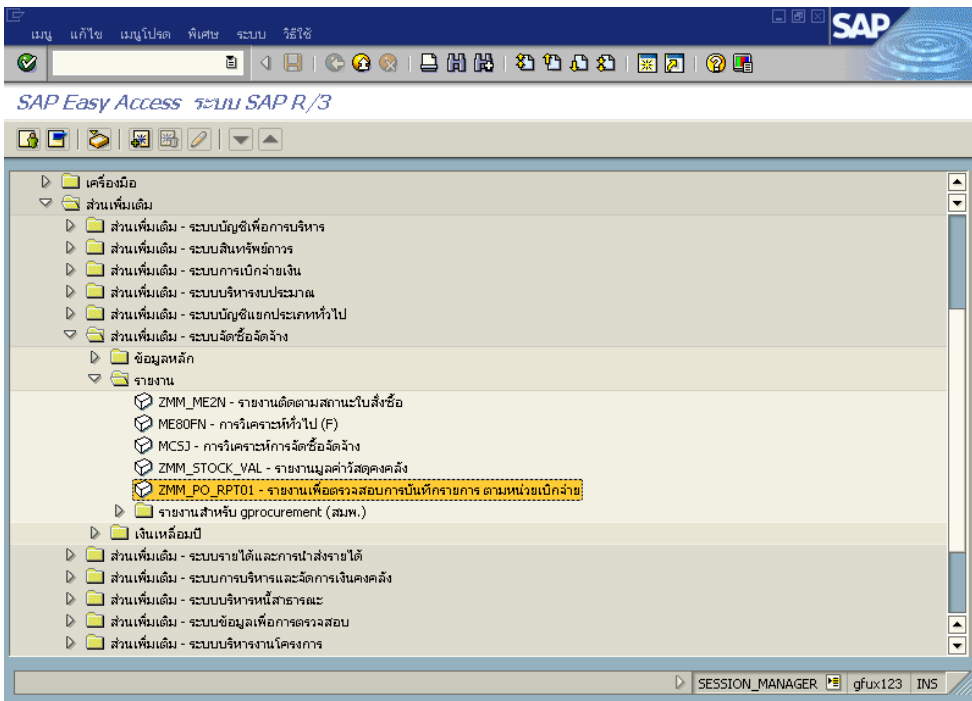 เมนู แก้ไข เมนูโปรด พิเศษ ระบบ วิธีใช้
SAP
SAP Easy Access ระบบ SAP R/3
เครื่องมือ
ส่วนเพิ่มเติม
ส่วนเพิ่มเติม - ระบบบัญชีเพื่อการบริหาร
ส่วนเพิ่มเติม - ระบบสินทรัพย์ถาวร
ส่วนเพิ่มเติม - ระบบการเบิกจ่ายเงิน
ส่วนเพิ่มเติม - ระบบบริหารงบประมาณ
ส่วนเพิ่มเติม - ระบบบัญชีแยกประเภททั่วไป
ส่วนเพิ่มเติม - ระบบจัดซื้อจัดจ้าง
ข้อมูลหลัก
รายงาน
ZMM_ME2N - รายงานติดตามสถานะใบสั่งซื้อ
ME80FN - การวิเคราะห์ทั่วไป (F)
MCSJ - การวิเคราะห์การจัดซื้อจัดจ้าง
ZMM_STOCK_VAL - รายงานมูลค่าวัสดุคงคลัง
ZMM_PO_RPT01 - รายงานเพื่อตรวจสอบการบันทึกรายการ ตามหน่วยเบิกจ่าย
รายงานสำหรับ gprocurement (สมพ.)
เงินเหลื่อมปี
ส่วนเพิ่มเติม - ระบบรายได้และการนำส่งรายได้
ส่วนเพิ่มเติม - ระบบการบริหารและจัดการเงินคงคลัง
ส่วนเพิ่มเติม - ระบบบริหารหนี้สาธารณะ
ส่วนเพิ่มเติม - ระบบข้อมูลเพื่อการตรวจสอบ
ส่วนเพิ่มเติม - ระบบบริหารงานโครงการ
SESSION_MANAGER gfux123 INS